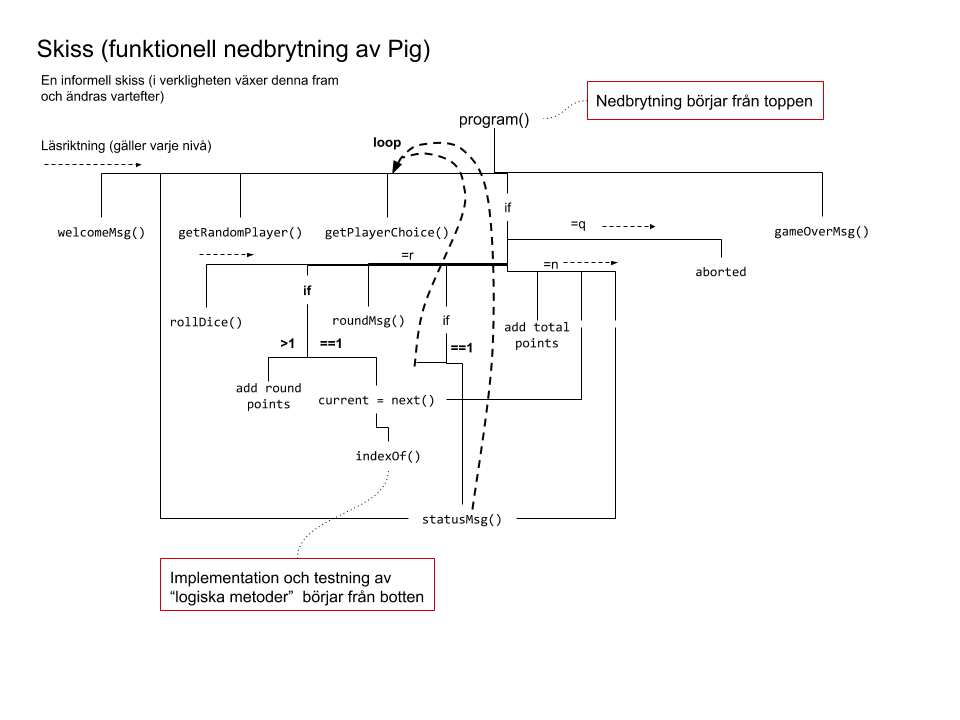 Skiss (funktionell nedbrytning av Pig)
En informell skiss (i verkligheten växer denna fram
och ändras vartefter)
Nedbrytning börjar från toppen
program()
loop
Läsriktning (gäller varje nivå)
if
=q
welcomeMsg()
getRandomPlayer()
getPlayerChoice()
gameOverMsg()
=r
=n
aborted
if
rollDice()
roundMsg()
if
add total
points
>1
==1
==1
add round
points
current = next()
indexOf()
statusMsg()
Implementation och testning av
“logiska metoder”  börjar från botten